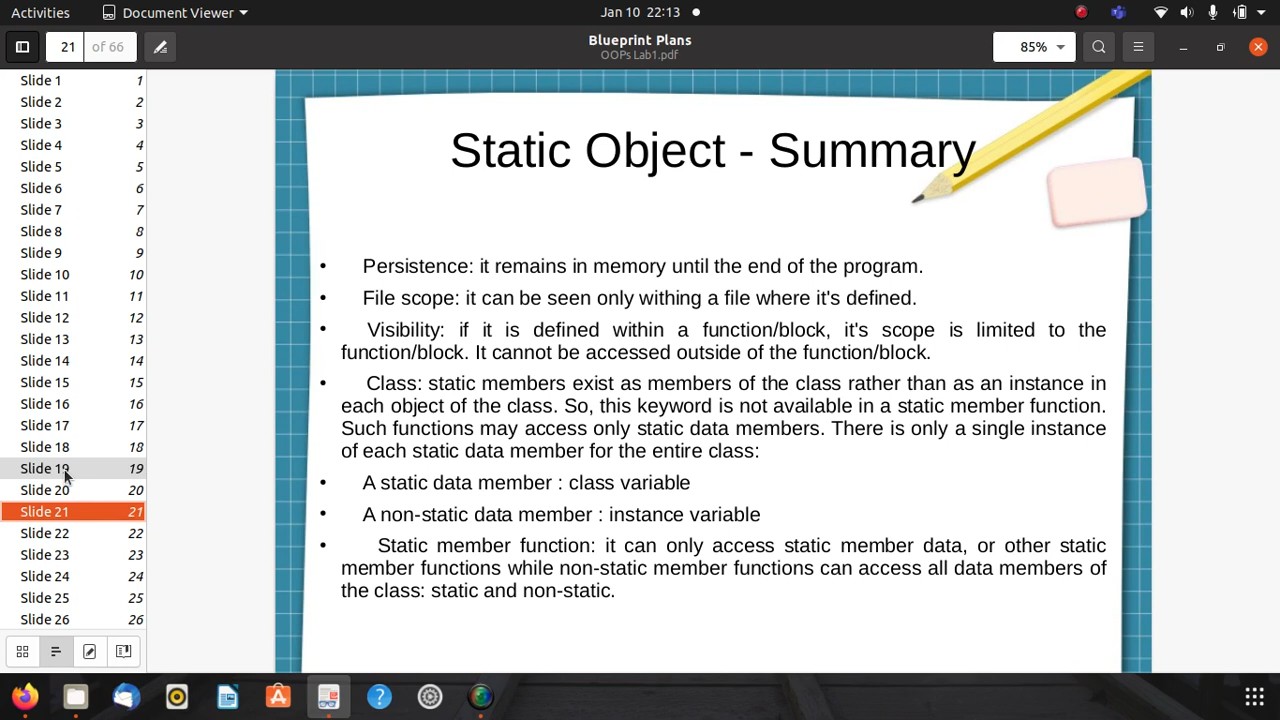 Activities Document Viewer Jan 10 22:13
21 of 66 Blueprint Plans 85%
OOPs Lab1.pdf
Slide 1 1
Slide 2 2
Slide 3 3
Slide 4 4
Slide 5 5
Slide 6 6
Slide 7 7
Slide 8 8
Slide 9 9
Slide 10 10
Slide 11 11
Slide 12 12
Slide 13 13
Slide 14 14
Slide 15 15
Slide 16 16
Slide 17 17
Slide 18 18
Slide 19 19
Slide 20 20
Slide 21 21
Slide 22 22
Slide 23 23
Slide 24 24
Slide 25 25
Slide 26 26
Static Object - Summary
• Persistence: it remains in memory until the end of the program.
• File scope: it can be seen only withing a file where it's defined.
• Visibility: if it is defined within a function/block, it's scope is limited to the
function/block. It cannot be accessed outside of the function/block.
• Class: static members exist as members of the class rather than as an instance in
each object of the class. So, this keyword is not available in a static member function.
Such functions may access only static data members. There is only a single instance
of each static data member for the entire class:
• A static data member : class variable
• A non-static data member : instance variable
• Static member function: it can only access static member data, or other static
member functions while non-static member functions can access all data members of
the class: static and non-static.